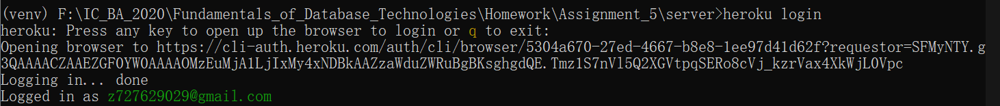 (venv) F:\IC_BA_2020\Fundamentals_of_Database_Technologies\Homework\Assignment_5\server>heroku login
heroku: Press any key to open up the browser to login or q to exit:
Opening browser to https://cli-auth.heroku.com/auth/cli/browser/5304a670-27ed-4667-b8e8-1ee97d41d62f?requestor=SFMyNTY.g
3QAAAACZAAEZGF0YW0AAAAOMzEuMjA1LjIxMy4xNDBkAAZzaWduZWRuBgBKsghgdQE.Tmz1S7nVl5Q2XGVtpqSERo8cVj_kzrVax4XkWjL0Vpc
Logging in... done
Logged in as z727629029@gmail.com